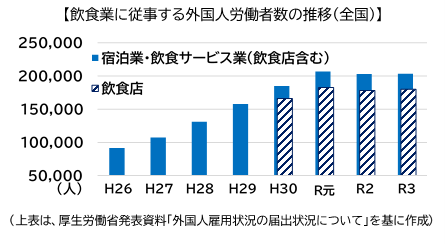 【飲食業に従事する外国人労働者数の推移(全国)】
250,000
宿泊業・飲食サービス業(飲食店含む)
200,000
飲食店
150,000
100,000
50,000
(人) H26 H27 H28 H29 H30 R元 R2 R3
(上表は、厚生労働省発表資料「外国人雇用状況の届出状況について」を基に作成)